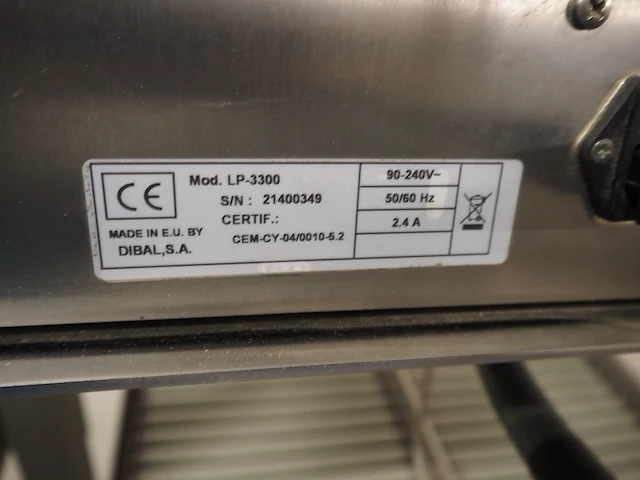 CE
Mod. LP-3300
S/N : 21400349
CERTIF.:
CEM-CY-04/0010-5.2
MADE IN E.U. BY
DIBAL,S.A.
90-240V~
50/60 Hz
2.4 A